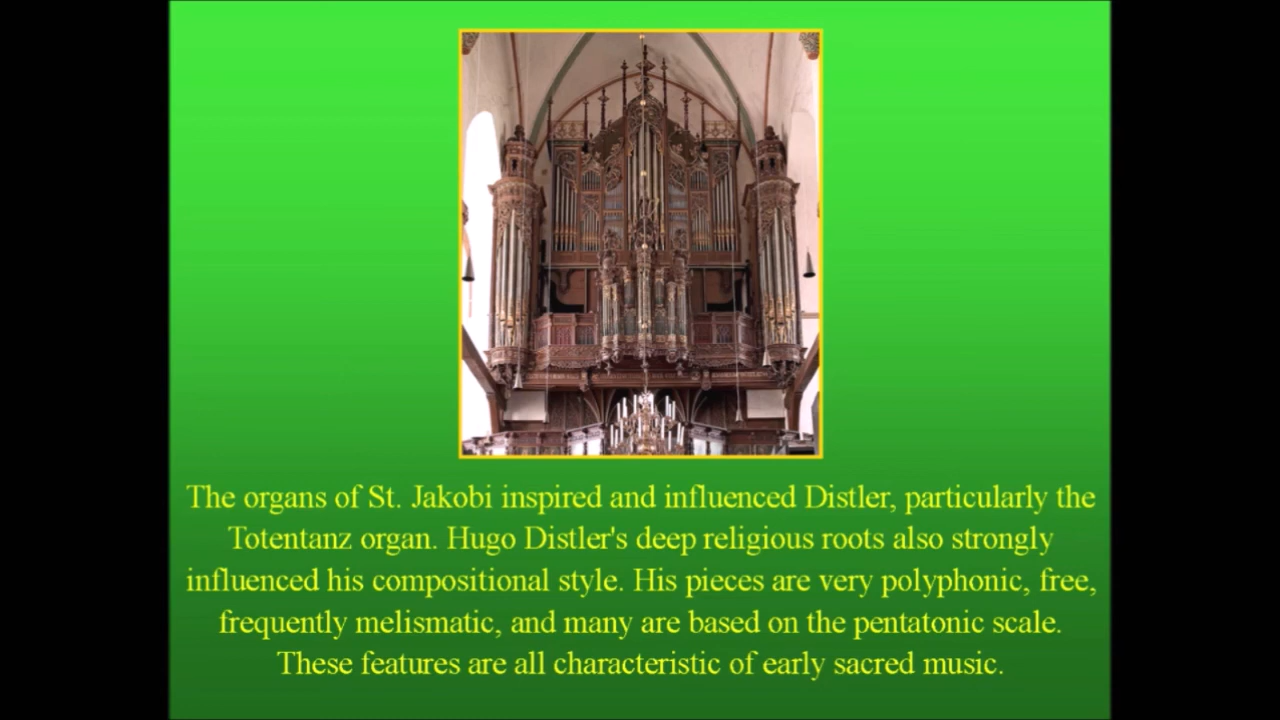 The organs of St. Jakobi inspired and influenced Distler, particularly the
Totentanz organ. Hugo Distler's deep religious roots also strongly
influenced his compositional style. His pieces are very polyphonic, free,
frequently melismatic, and many are based on the pentatonic scale.
These features are all characteristic of early sacred music.